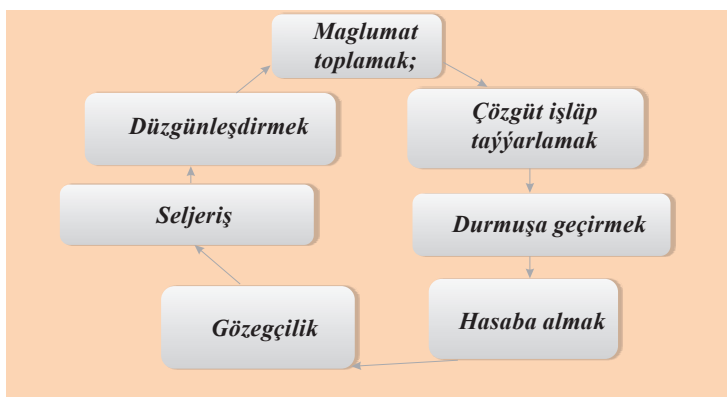 Maglumat
toplamak;
Çözgüt işläp
taýýarlamak
Durmuşa geçirmek
Hasaba almak
Gözegçilik
Seljeriş
Düzgünleşdirmek